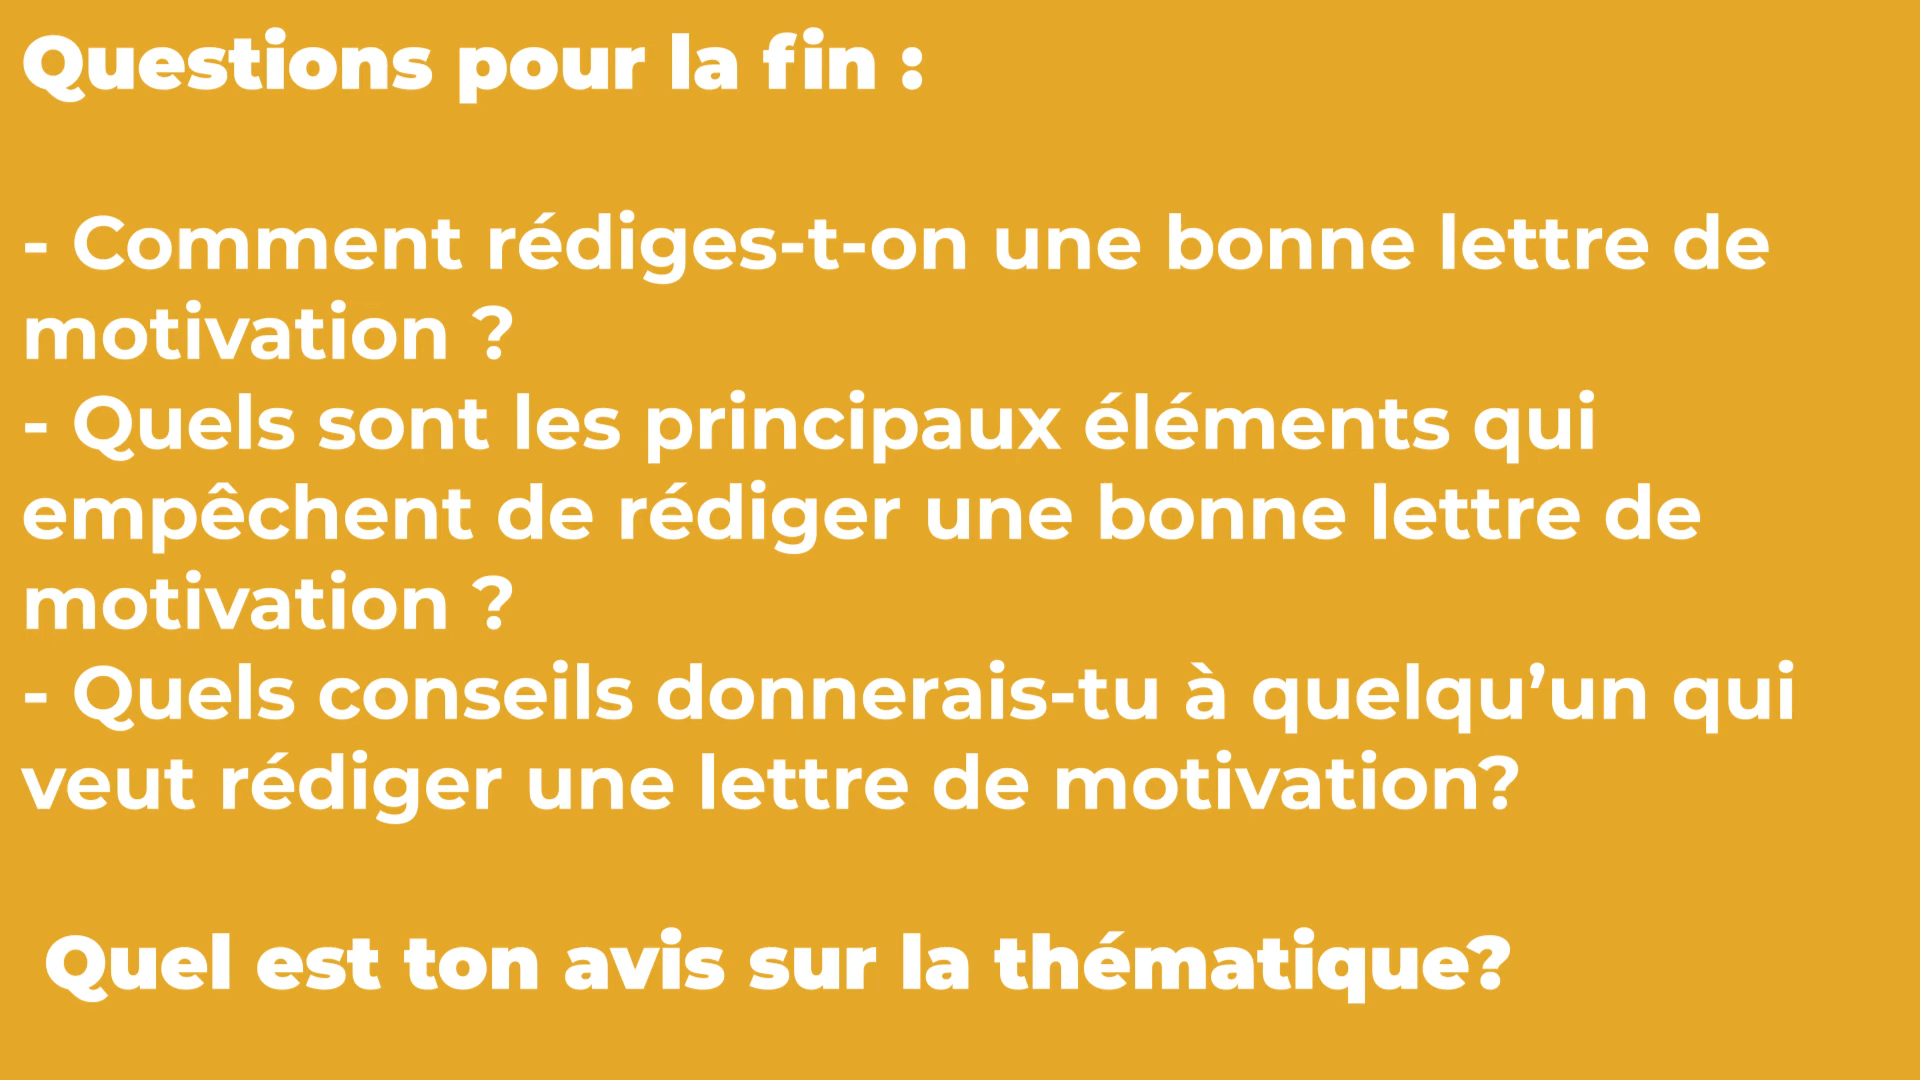 Questions pour la fin :
- Comment rédiges-t-on une bonne lettre de
motivation ?
- Quels sont les principaux éléments qui
empêchent de rédiger une bonne lettre de
motivation ?
- Quels conseils donnerais-tu à quelqu’un qui
veut rédiger une lettre de motivation?
Quel est ton avis sur la thématique?